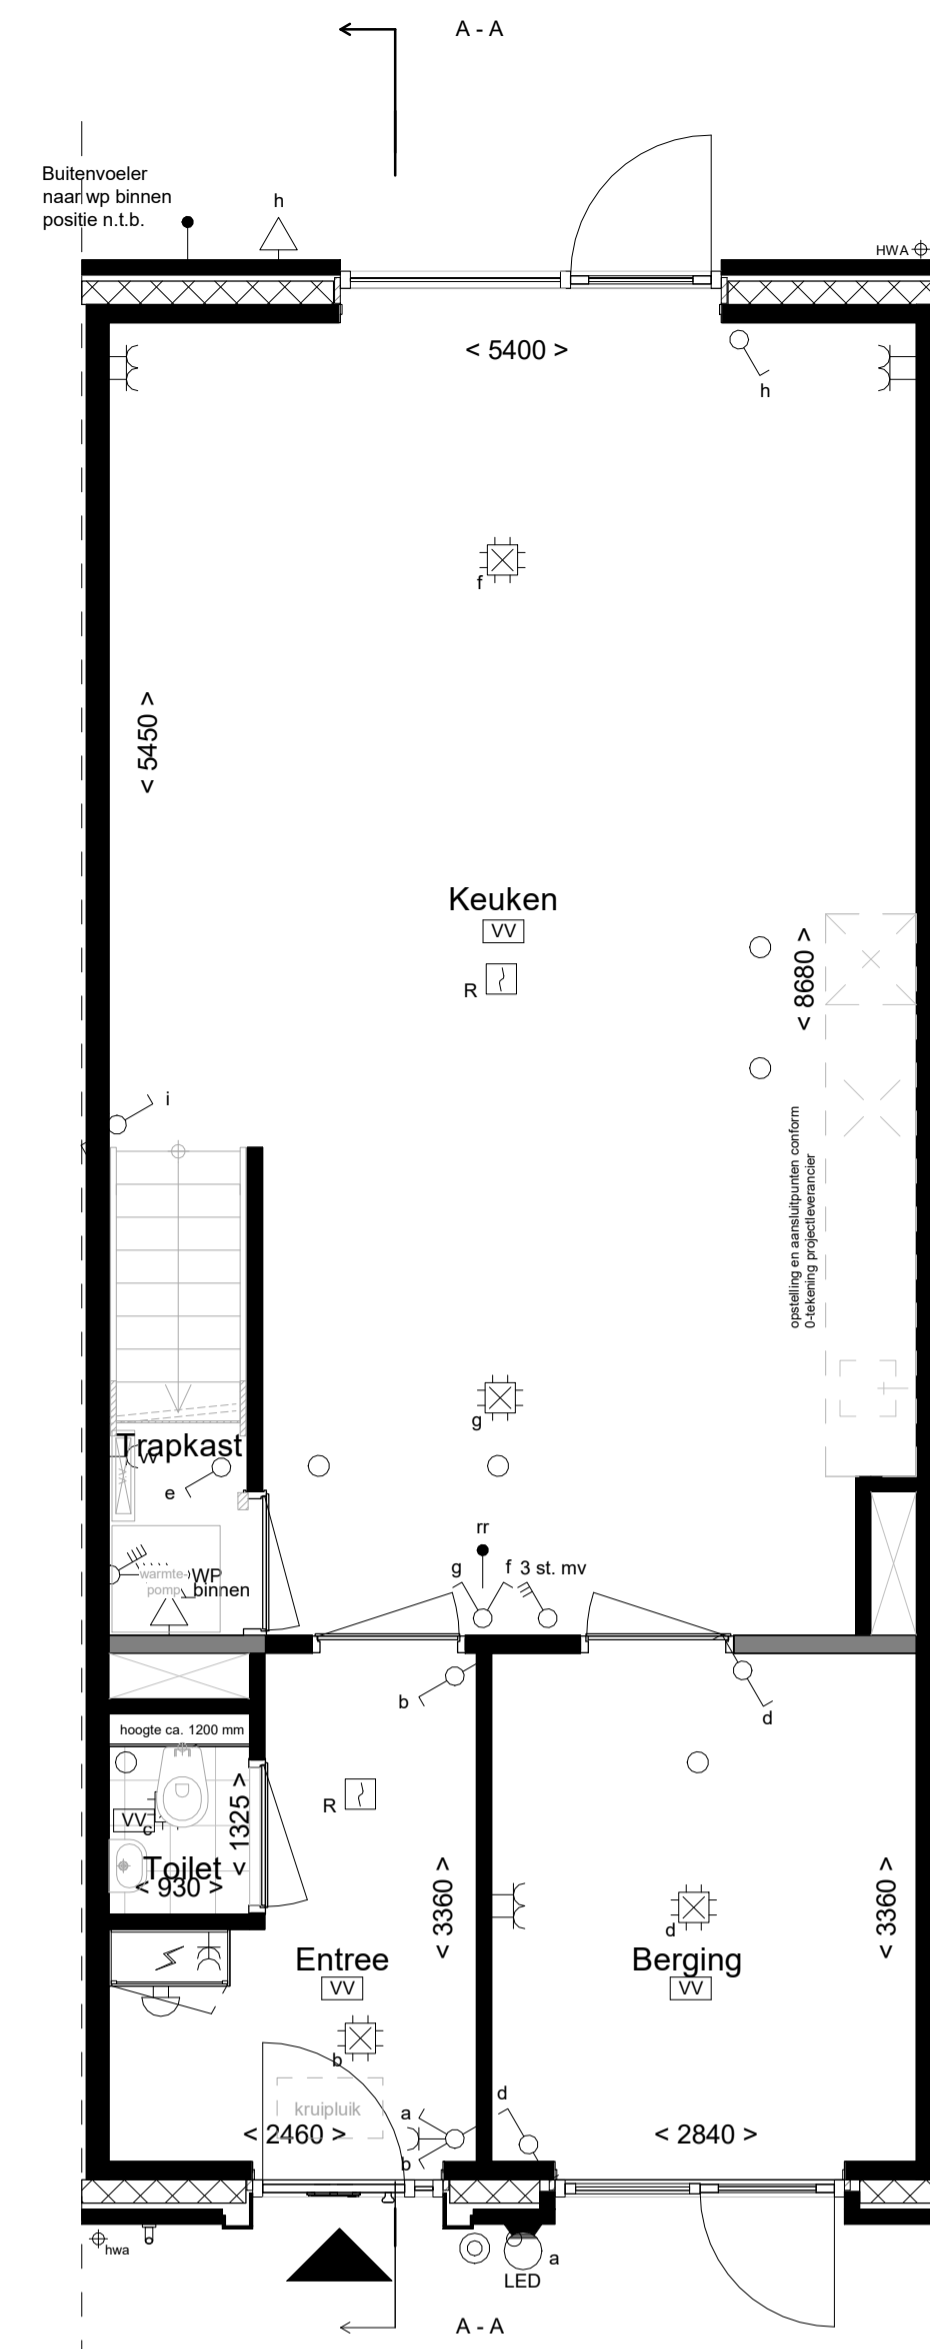 A - A
Buitenvoeler
naar wp binnen
positie n.t.b.
h
HWA
< 5400 >
h
f
< 5450 >
Keuken
VV
R
< 8680 >
i
opstelling en aansluitpunten conform
0-tekening projectleverancier
g
Trapkast
VV
VV
e
rr
g
f
3 st. mv
warmte-
pomp
WP
binnen
b
d
hoogte ca. 1200 mm
R
VV
c
< 1325 >
Toilet
< 930 >
< 3360 >
< 3360 >
d
Entree
VV
Berging
VV
b
kruipluik
a
d
< 2460 >
< 2840 >
b
hwa
a
LED
A - A